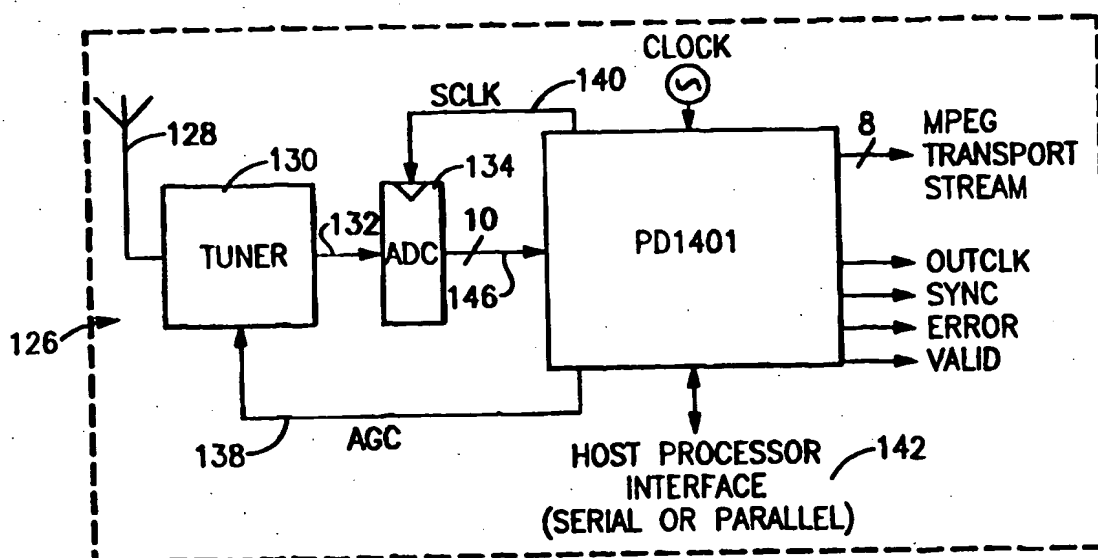 CLOCK
SCLK
140
128
130
134
8
MPEG
TRANSPORT
STREAM
132
10
TUNER
ADC
PD1401
146
OUTCLK
SYNC
ERROR
VALID
126
138
AGC
HOST PROCESSOR
INTERFACE
(SERIAL OR PARALLEL)
142